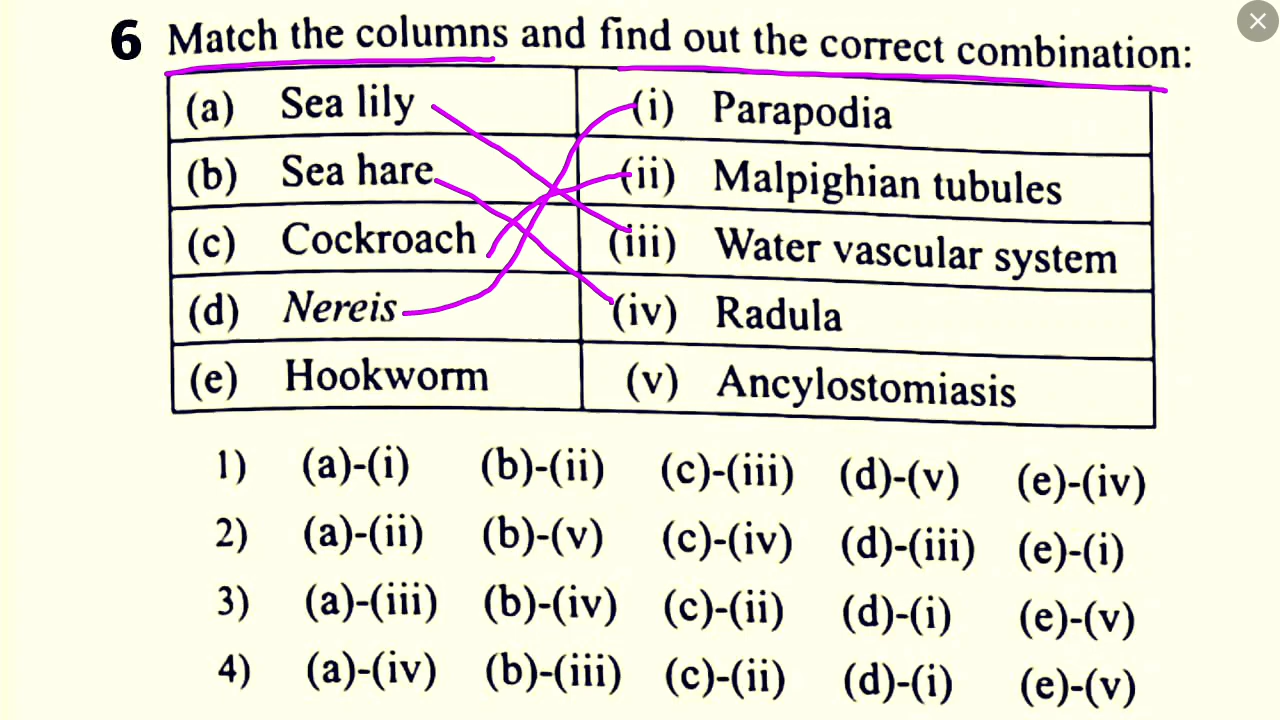 6 Match the columns and find out the correct combination:
(a) Sea lily (i) Parapodia
(b) Sea hare (ii) Malpighian tubules
(c) Cockroach (iii) Water vascular system
(d) Nereis (iv) Radula
(e) Hookworm (v) Ancylostomiasis
1) (a)-(i) (b)-(ii) (c)-(iii) (d)-(v) (e)-(iv)
2) (a)-(ii) (b)-(v) (c)-(iv) (d)-(iii) (e)-(i)
3) (a)-(iii) (b)-(iv) (c)-(ii) (d)-(i) (e)-(v)
4) (a)-(iv) (b)-(iii) (c)-(ii) (d)-(i) (e)-(v)